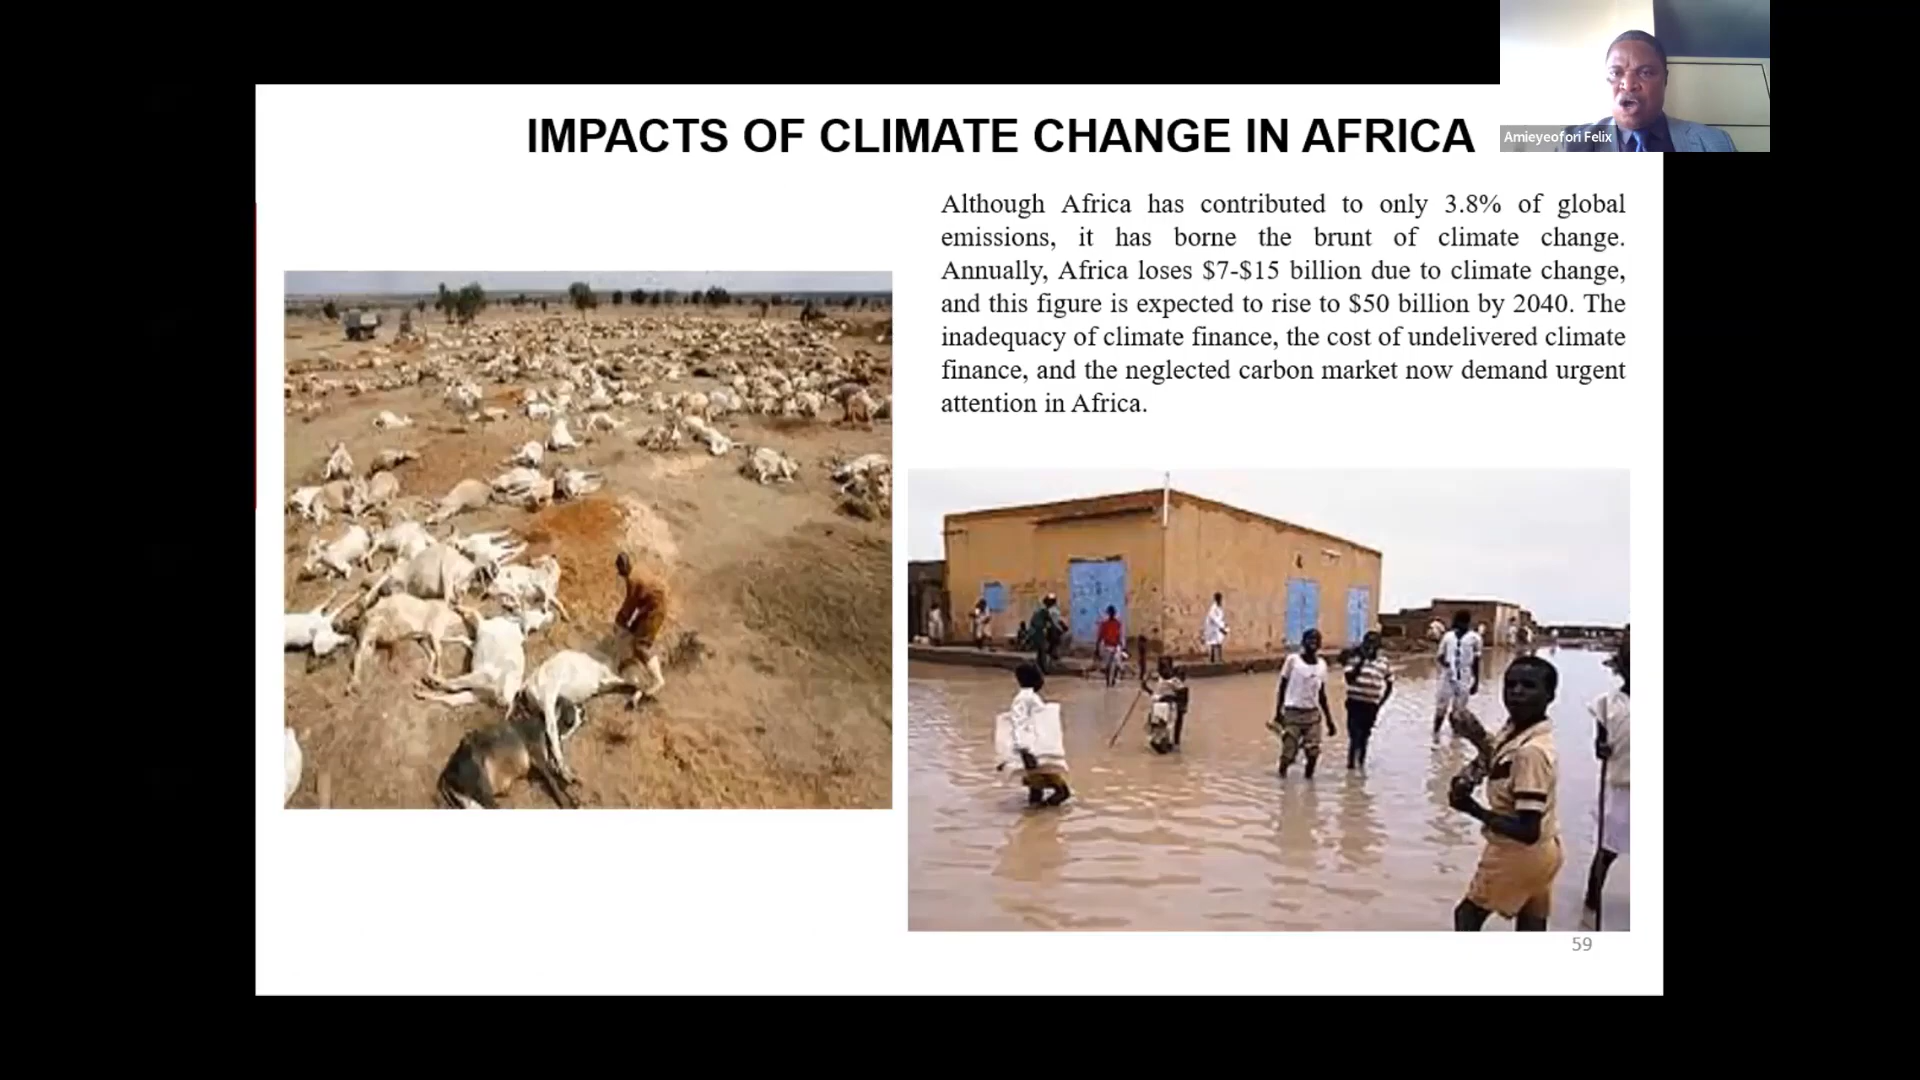 IMPACTS OF CLIMATE CHANGE IN AFRICA
Amieyeofori Felix
Although Africa has contributed to only 3.8% of global
emissions, it has borne the brunt of climate change.
Annually, Africa loses $7-$15 billion due to climate change,
and this figure is expected to rise to $50 billion by 2040. The
inadequacy of climate finance, the cost of undelivered climate
finance, and the neglected carbon market now demand urgent
attention in Africa.
59